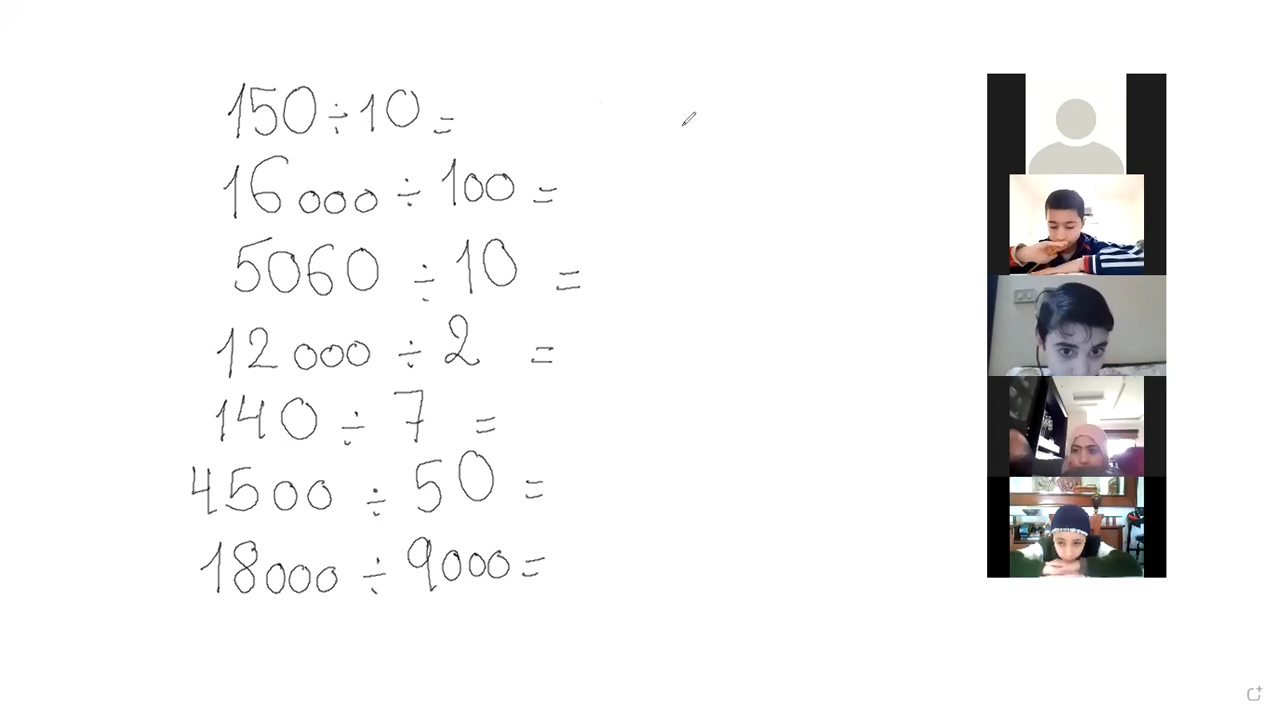 150 ÷ 10 =
16 000 ÷ 100 =
5060 ÷ 10 =
12 000 ÷ 2 =
140 ÷ 7 =
4500 ÷ 50 =
18000 ÷ 9000 =